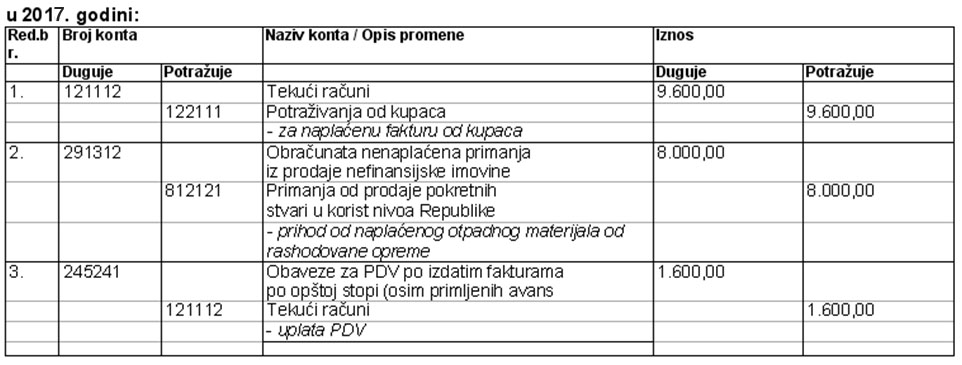 u 2017. godini:
Red.b Broj konta Naziv konta / Opis promene Iznos
r.
Duguje Potražuje Duguje Potražuje
1. 121112 Tekući računi 9.600,00
122111 Potraživanja od kupaca 9.600,00
- za naplaćenu fakturu od kupaca
2. 291312 Obračunata nenaplaćena primanja 8.000,00
iz prodaje nefinansijske imovine
812121 Primanja od prodaje pokretnih 8.000,00
stvari u korist nivoa Republike
- prihod od naplaćenog otpadnog materijala od
rashodovane opreme
3. 245241 Obaveze za PDV po izdatim fakturama 1.600,00
po opštoj stopi (osim primljenih avans
121112 Tekući računi 1.600,00
- uplata PDV